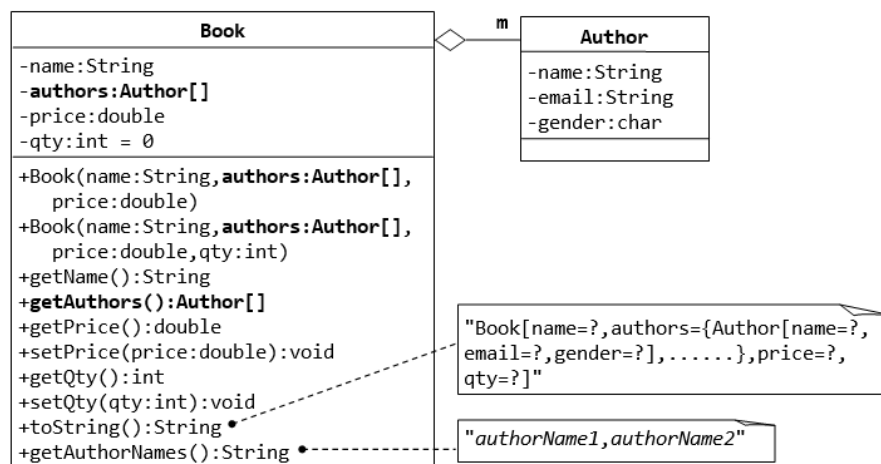 Book
-name:String
-authors:Author[]
-price:double
-qty:int = 0
+Book(name:String,authors:Author[],
price:double)
+Book(name:String,authors:Author[],
price:double,qty:int)
+getName():String
+getAuthors():Author[]
+getPrice():double
+setPrice(price:double):void
+getQty():int
+setQty(qty:int):void
+toString():String
+getAuthorNames():String
m
Author
-name:String
-email:String
-gender:char
"Book[name=?,authors={Author[name=?,
email=?,gender=?],......},price=?,
qty=?]"
"authorName1,authorName2"